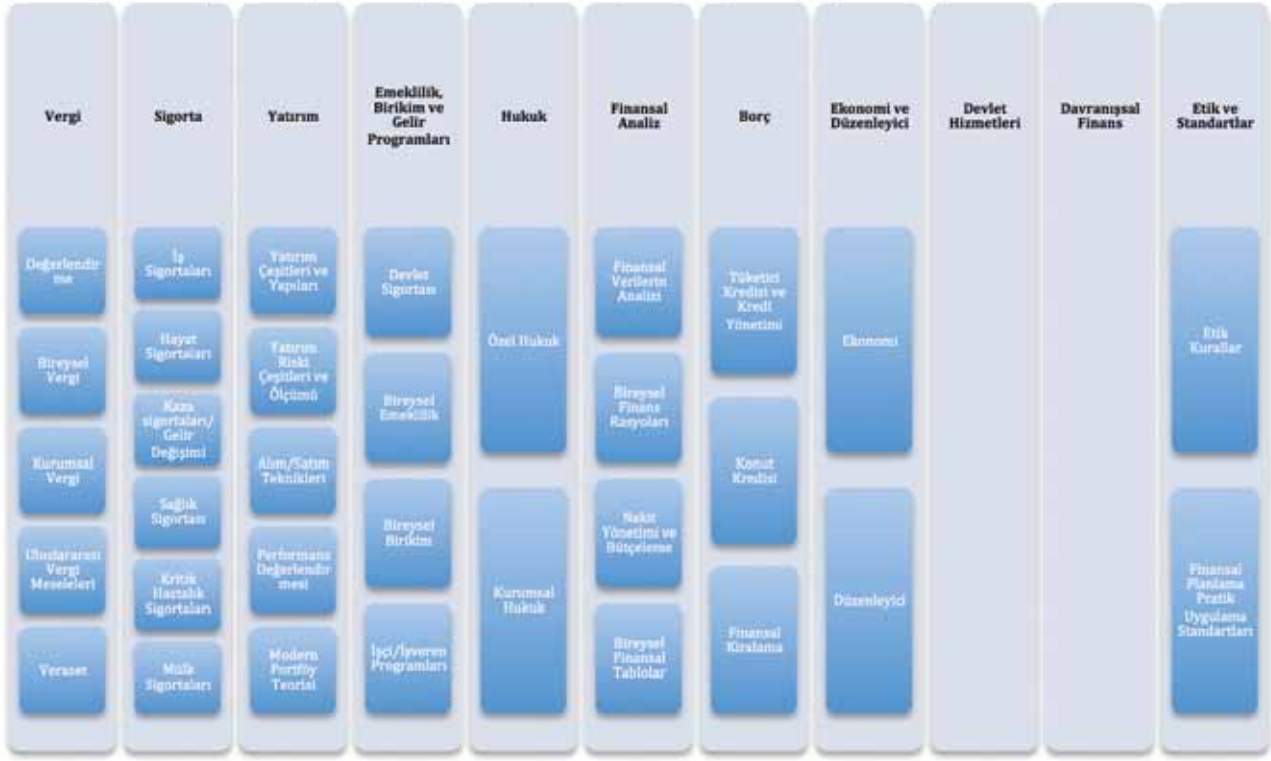 Vergi
Sigorta
Yatırım
Emeklilik,
Birikim ve
Gelir
Programları
Hukuk
Finansal
Analiz
Borç
Ekonomi ve
Düzenleyici
Devlet
Hizmetleri
Davranışsal
Finans
Etik ve
Standartlar
Değerlendir
me
Bireysel
Vergi
Kurumsal
Vergi
Uluslararası
Vergi
Meseleleri
Veraset
İş
Sigortaları
Hayat
Sigortaları
Kaza
sigortaları/
Gelir
Değişimi
Sağlık
Sigortası
Kritik
Hastalık
Sigortaları
Mülk
Sigortaları
Yatırım
Çeşitleri ve
Yapıları
Yatırım
Riski
Çeşitleri ve
Ölçümü
Alım/Satım
Teknikleri
Performans
Değerlendir
mesi
Modern
Portföy
Teorisi
Devlet
Sigortası
Bireysel
Emeklilik
Bireysel
Birikim
İşçi/İşveren
Programları
Özel Hukuk
Kurumsal
Hukuk
Finansal
Verilerin
Analizi
Bireysel
Finans
Rasyoları
Nakit
Yönetimi ve
Bütçeleme
Bireysel
Finansal
Tablolar
Tüketici
Kredisi ve
Kredi
Yönetimi
Konut
Kredisi
Finansal
Kiralama
Ekonomi
Düzenleyici
Etik
Kurallar
Finansal
Planlama
Pratik
Uygulama
Standartları